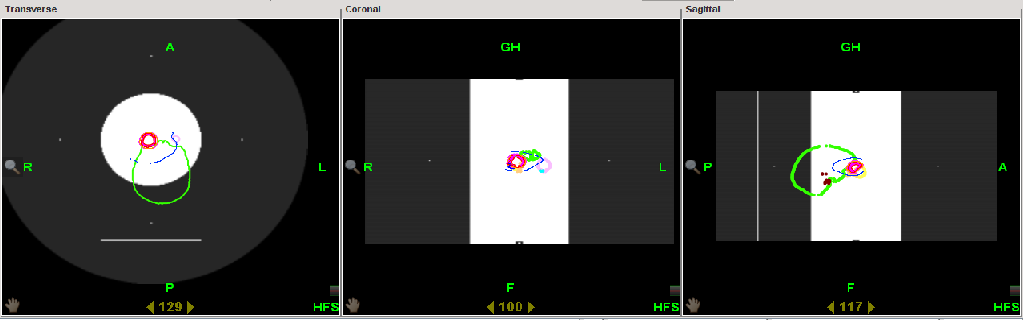 Transverse
Coronal
Sagittal
A
GH
GH
R
L
R
L
P
A
P
F
F
129
HFS
100
HFS
117
HFS